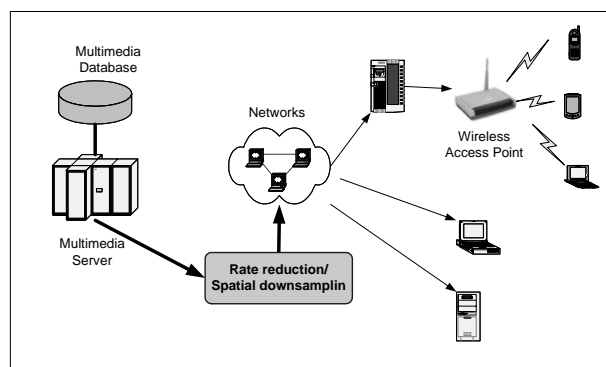 Multimedia
Database
Networks
Wireless
Access Point
Multimedia
Server
Rate reduction/
Spatial downsamplin